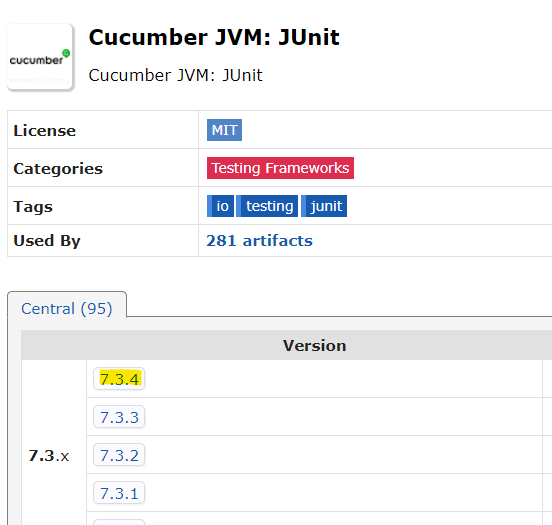 cucumber
Cucumber JVM: JUnit
Cucumber JVM: JUnit
License MIT
Categories Testing Frameworks
Tags io testing junit
Used By 281 artifacts
Central (95)
Version
7.3.4
7.3.3
7.3.x
7.3.2
7.3.1